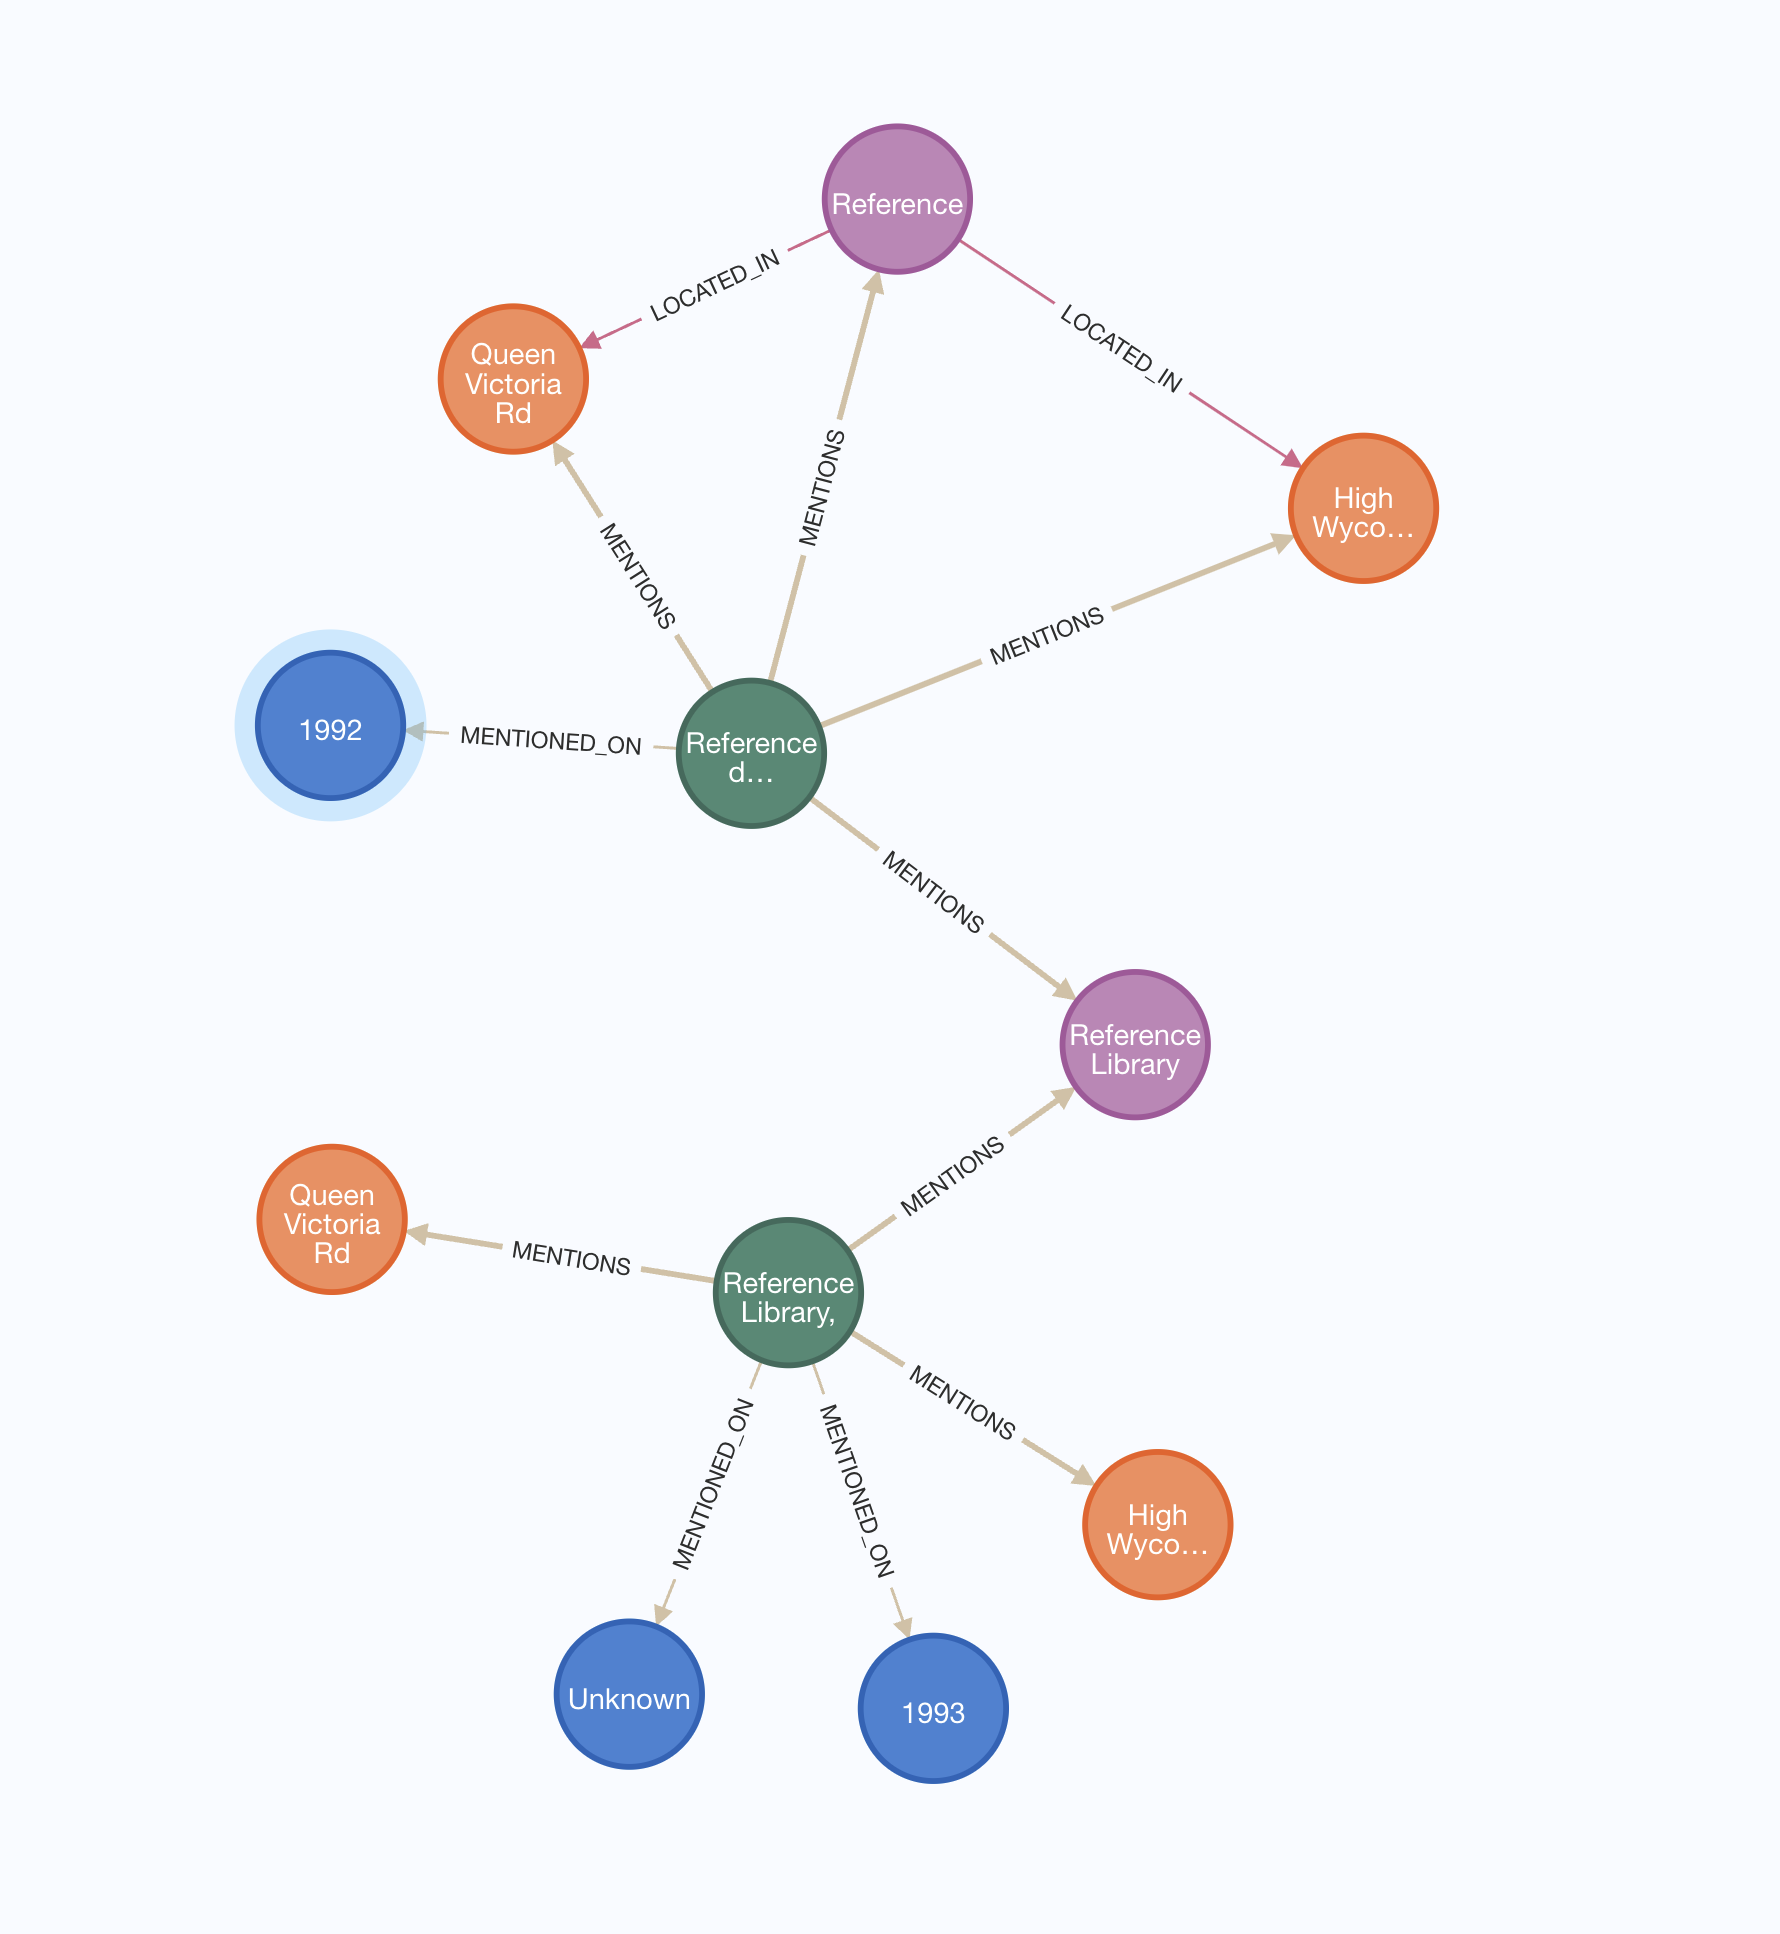 Reference
LOCATED_IN
LOCATED_IN
Queen
Victoria
Rd
MENTIONS
High
Wyco...
MENTIONS
MENTIONS
1992
MENTIONED_ON
Reference
d...
MENTIONS
Reference
Library
MENTIONS
Queen
Victoria
Rd
MENTIONS
Reference
Library,
MENTIONS
MENTIONED_ON
MENTIONED_ON
High
Wyco...
Unknown
1993